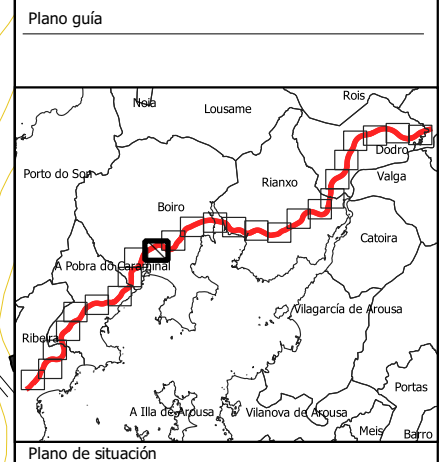 Plano guía
Rois
Noia
Lousame
Dodro
Porto do Son
Rianxo
Valga
Boiro
Catoira
A Pobra do Caramiñal
Vilagarcía de Arousa
Ribeira
Portas
A Illa de Arousa
Vilanova de Arousa
Meis
Barro
Plano de situación